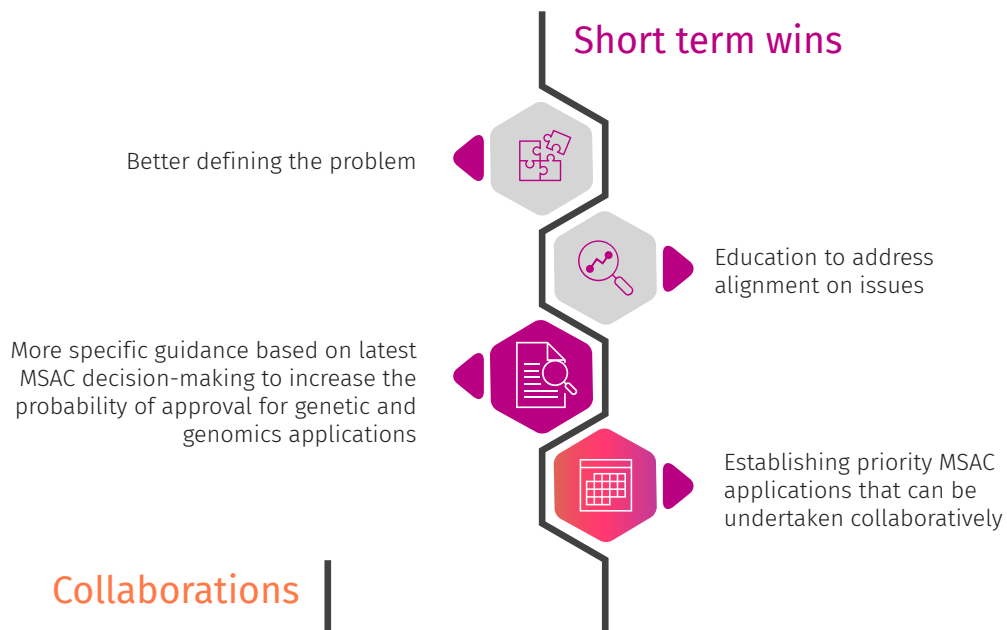 Short term wins
Better defining the problem
Education to address
alignment on issues
More specific guidance based on latest
MSAC decision-making to increase the
probability of approval for genetic and
genomics applications
Establishing priority MSAC
applications that can be
undertaken collaboratively
Collaborations